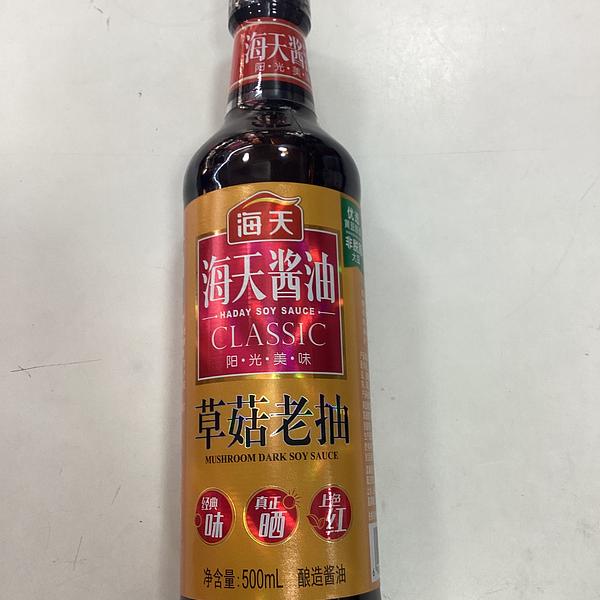 海天酱
阳·光·美
海天
海天酱油
HADAY SOY SAUCE
CLASSIC
阳·光·美·味
草菇老抽
MUSHROOM DARK SOY SAUCE
经典
味
真正
晒
上色
红
净含量:500mL 酿造酱油